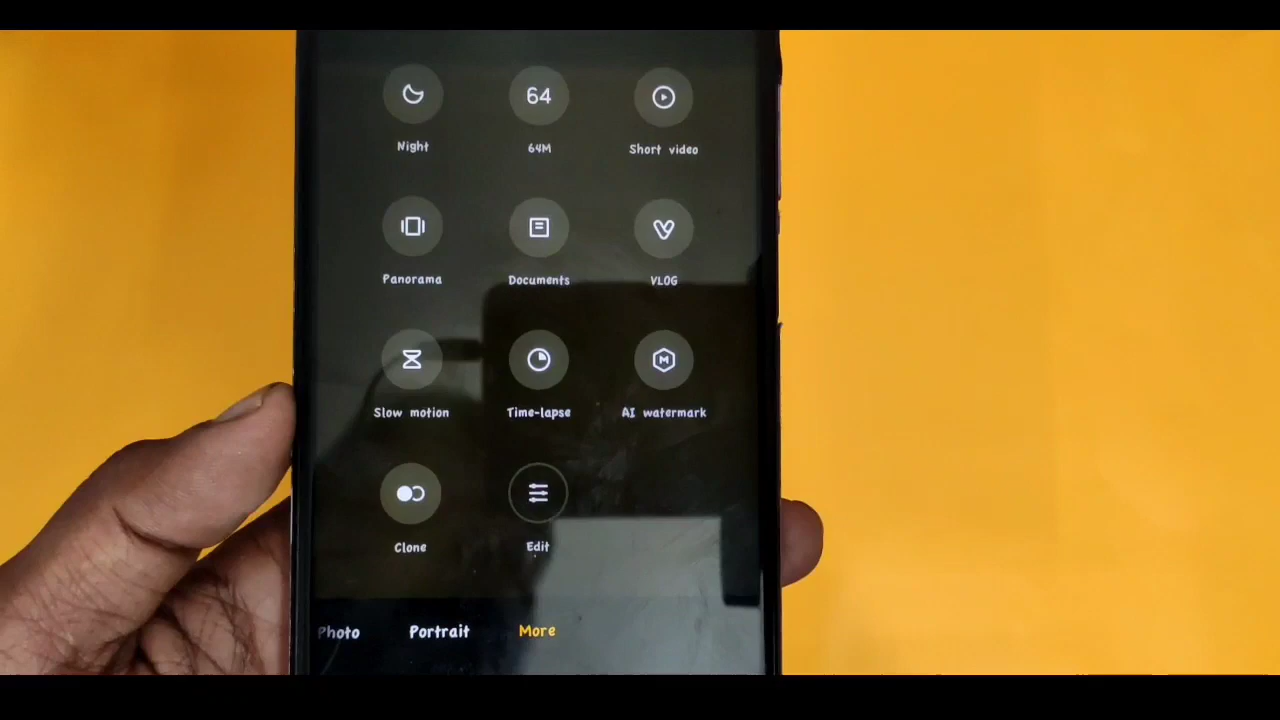 64
Night
64M
Short video
Panorama
Documents
VLOG
Slow motion
Time-lapse
AI watermark
Clone
Edit
Photo
Portrait
More